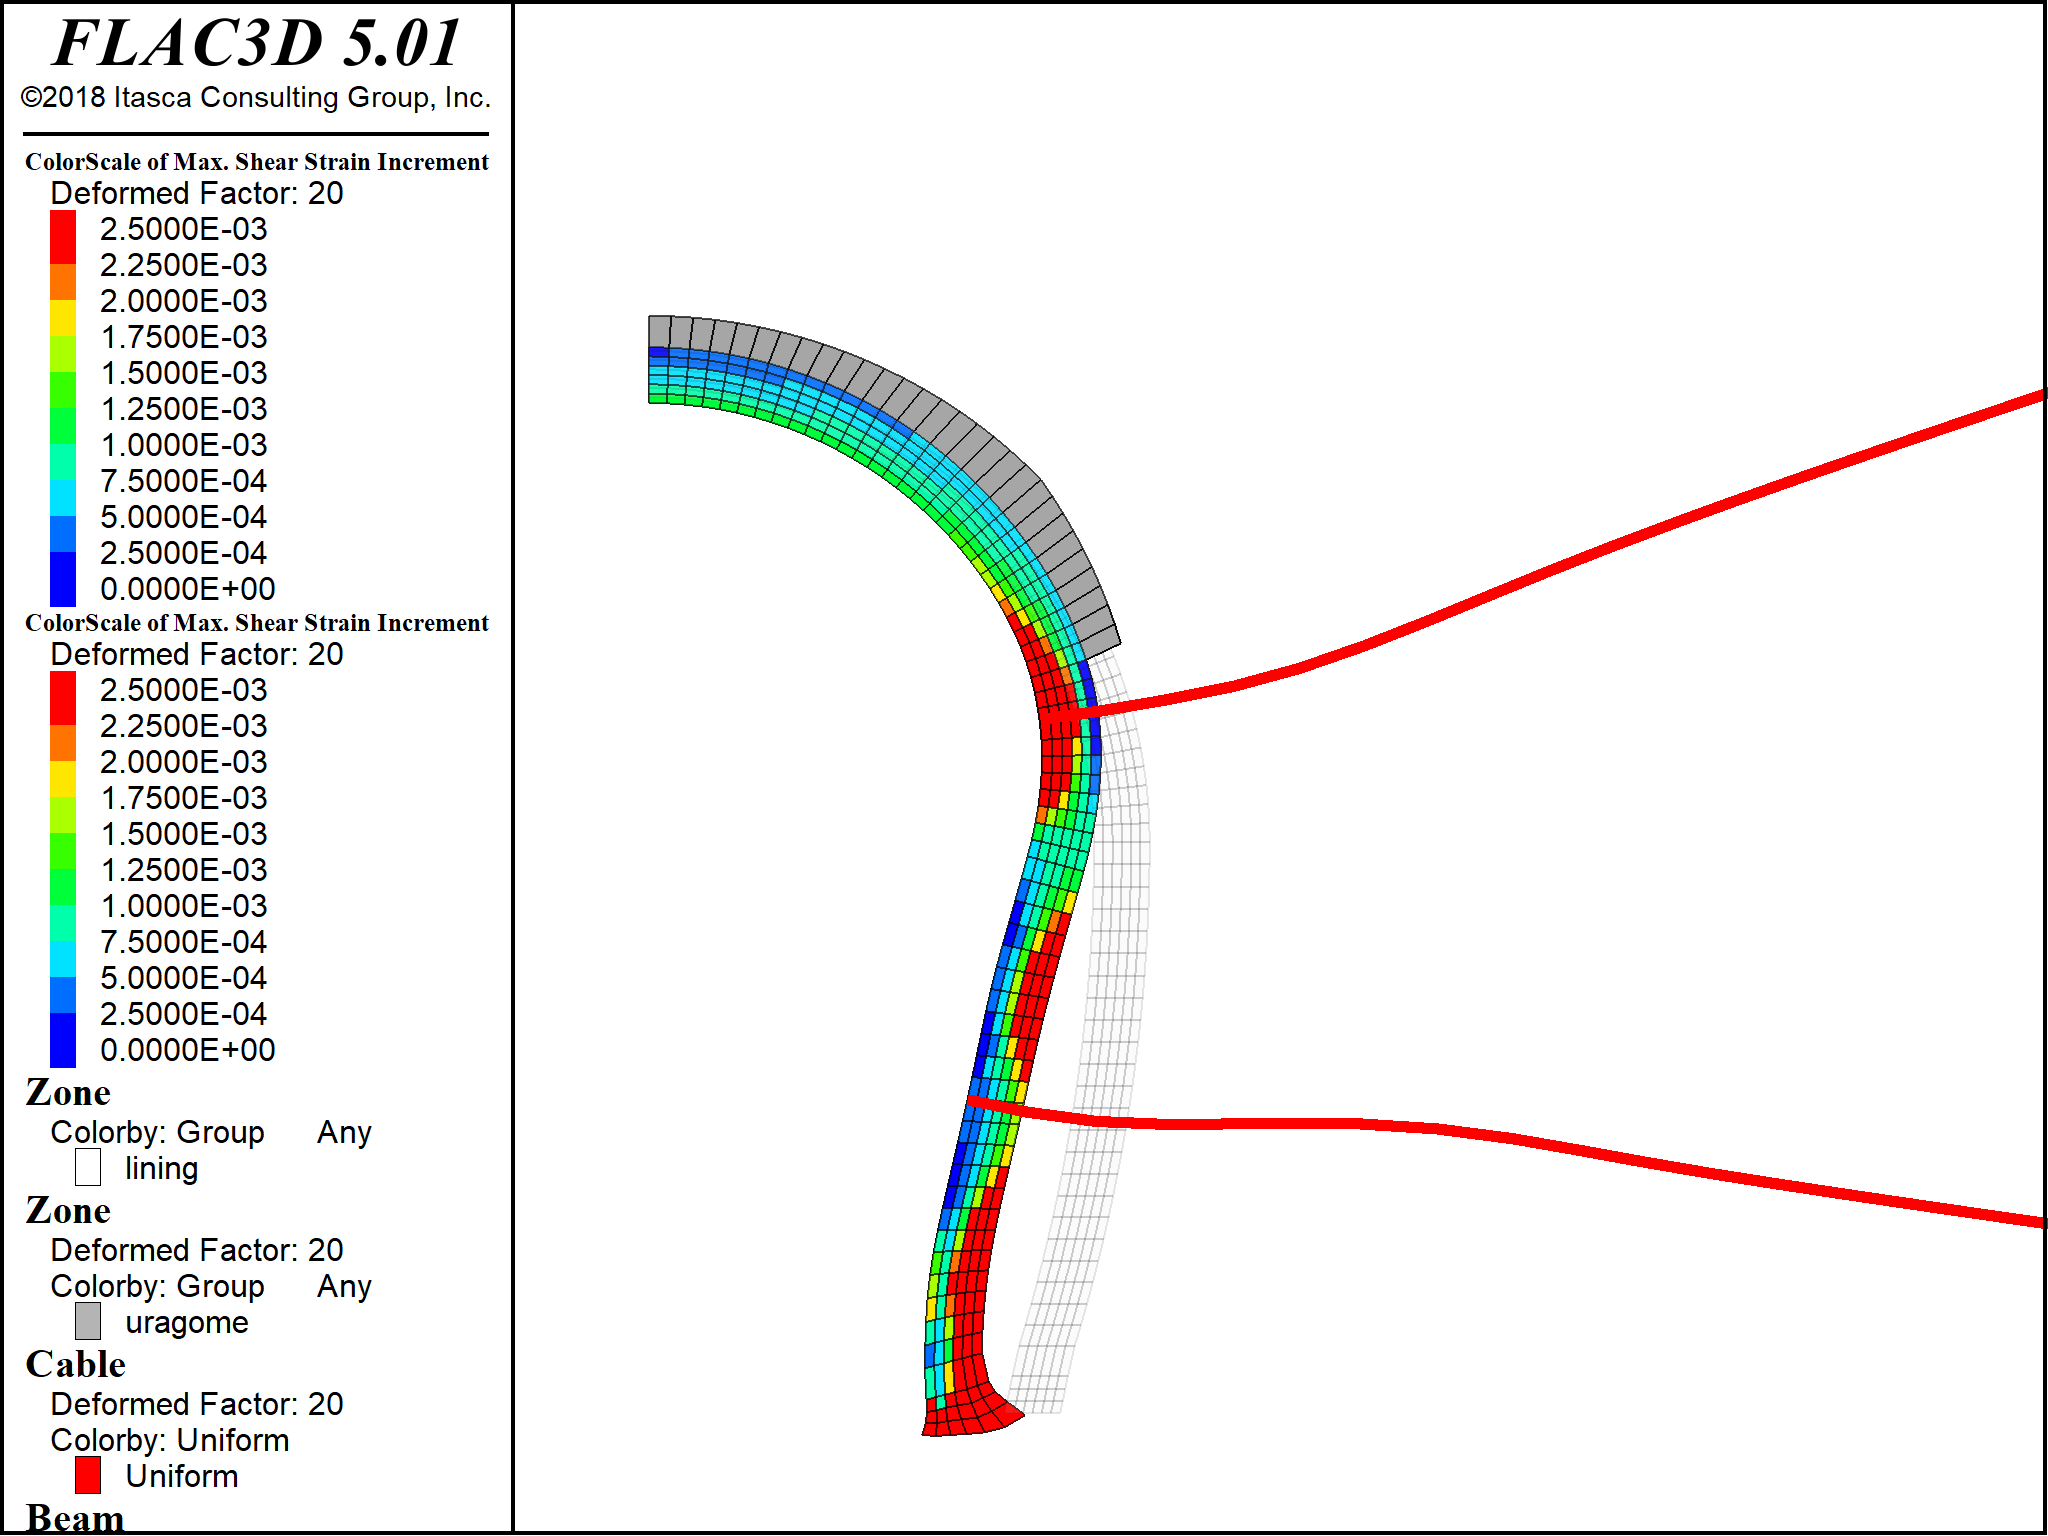 FLAC3D 5.01
©2018 Itasca Consulting Group, Inc.
ColorScale of Max. Shear Strain Increment
Deformed Factor: 20
2.5000E-03
2.2500E-03
2.0000E-03
1.7500E-03
1.5000E-03
1.2500E-03
1.0000E-03
7.5000E-04
5.0000E-04
2.5000E-04
0.0000E+00
ColorScale of Max. Shear Strain Increment
Deformed Factor: 20
2.5000E-03
2.2500E-03
2.0000E-03
1.7500E-03
1.5000E-03
1.2500E-03
1.0000E-03
7.5000E-04
5.0000E-04
2.5000E-04
0.0000E+00
Zone
Colorby: Group Any
lining
Zone
Deformed Factor: 20
Colorby: Group Any
uragome
Cable
Deformed Factor: 20
Colorby: Uniform
Uniform
Beam